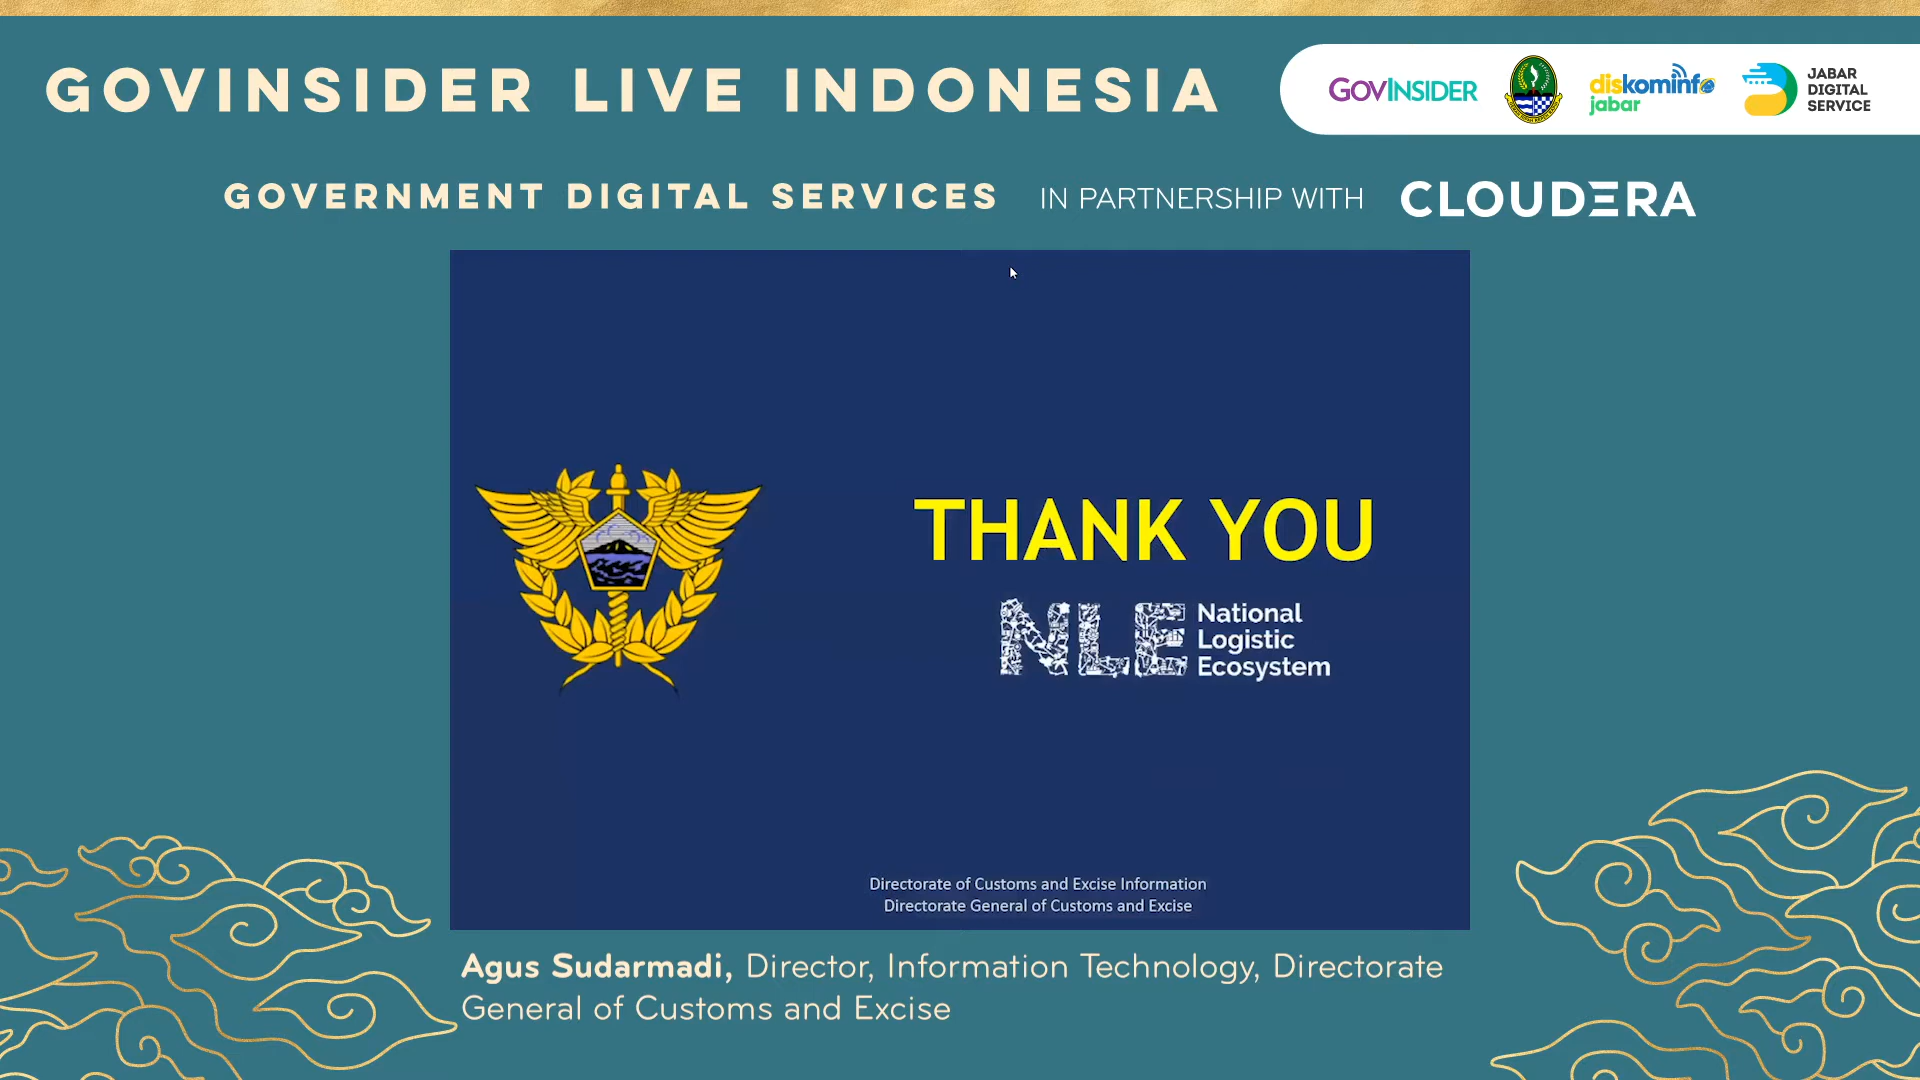 GOVINSIDER LIVE INDONESIA
GOVINSIDER
diskominfo
jabar
JABAR
DIGITAL
SERVICE
GOVERNMENT DIGITAL SERVICES IN PARTNERSHIP WITH CLOUDERA
THANK YOU
NLE
National
Logistic
Ecosystem
Directorate of Customs and Excise Information
Directorate General of Customs and Excise
Agus Sudarmadi, Director, Information Technology, Directorate
General of Customs and Excise